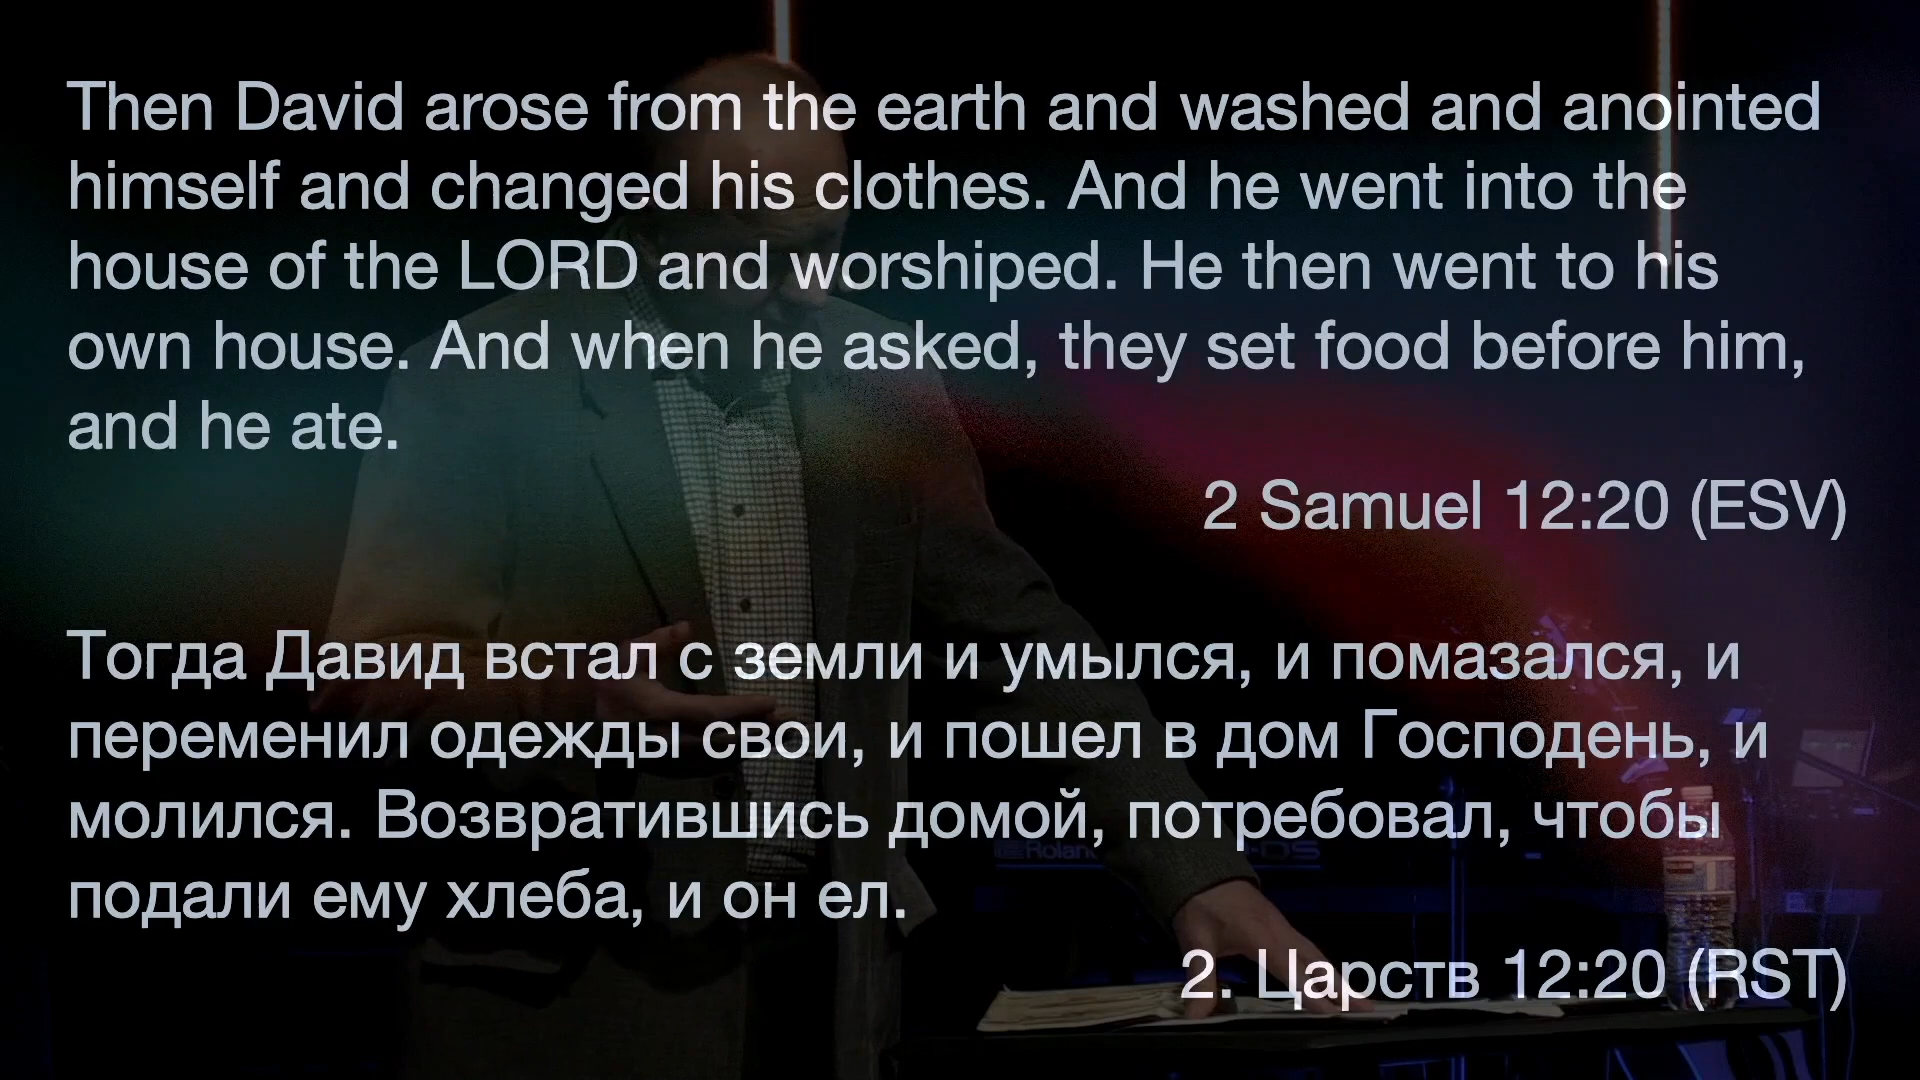 Then David arose from the earth and washed and anointed
himself and changed his clothes. And he went into the
house of the LORD and worshiped. He then went to his
own house. And when he asked, they set food before him,
and he ate.
2 Samuel 12:20 (ESV)
Тогда Давид встал с земли и умылся, и помазался, и
переменил одежды свои, и пошел в дом Господень, и
молился. Возвратившись домой, потребовал, чтобы
подали ему хлеба, и он ел.
2. Царств 12:20 (RST)
Roland
-DS